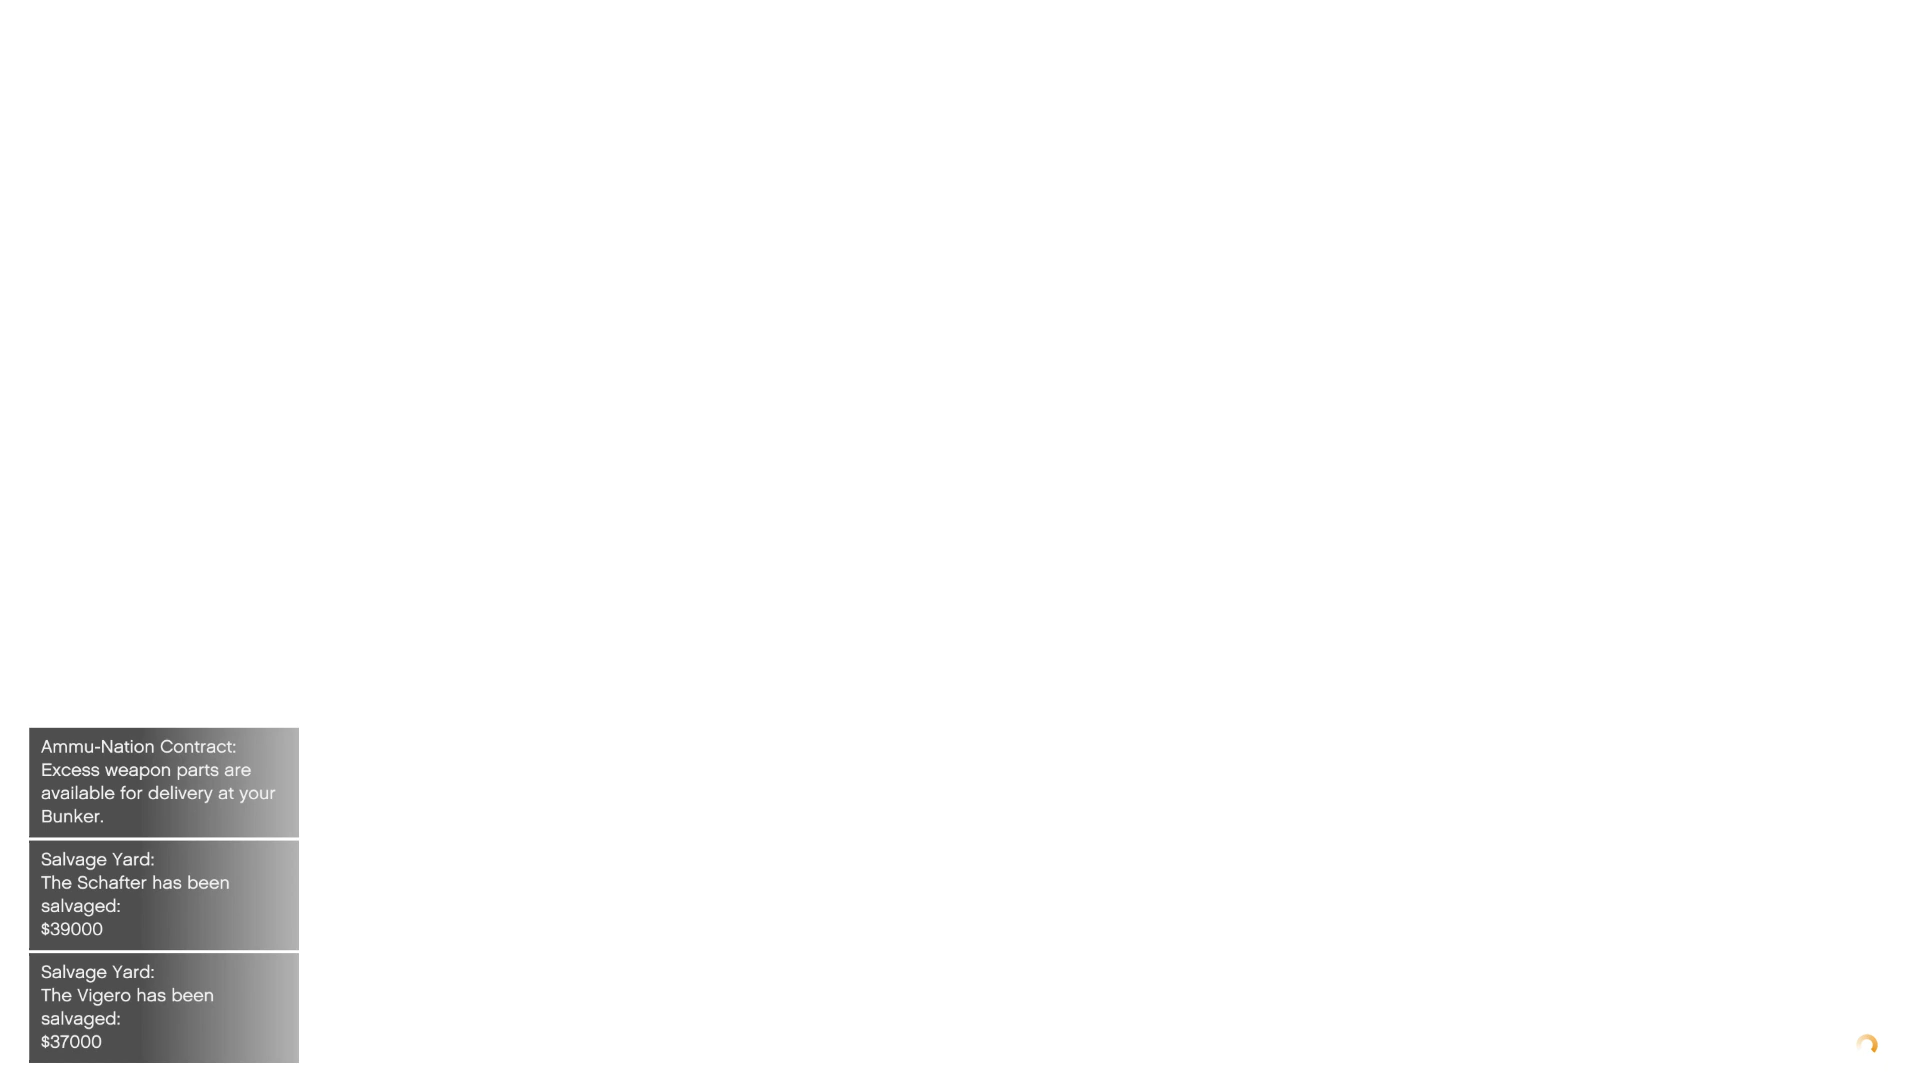 Ammu-Nation Contract:
Excess weapon parts are
available for delivery at your
Bunker.
Salvage Yard:
The Schafter has been
salvaged:
$39000
Salvage Yard:
The Vigero has been
salvaged:
$37000